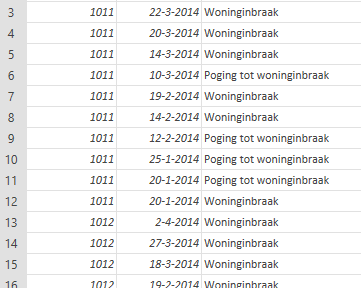 3 1011 22-3-2014 Woninginbraak
4 1011 20-3-2014 Woninginbraak
5 1011 14-3-2014 Woninginbraak
6 1011 10-3-2014 Poging tot woninginbraak
7 1011 19-2-2014 Woninginbraak
8 1011 14-2-2014 Woninginbraak
9 1011 12-2-2014 Poging tot woninginbraak
10 1011 25-1-2014 Poging tot woninginbraak
11 1011 20-1-2014 Poging tot woninginbraak
12 1011 20-1-2014 Woninginbraak
13 1012 2-4-2014 Woninginbraak
14 1012 27-3-2014 Woninginbraak
15 1012 18-3-2014 Woninginbraak
16 1012 19-2-2014 Woninginbraak